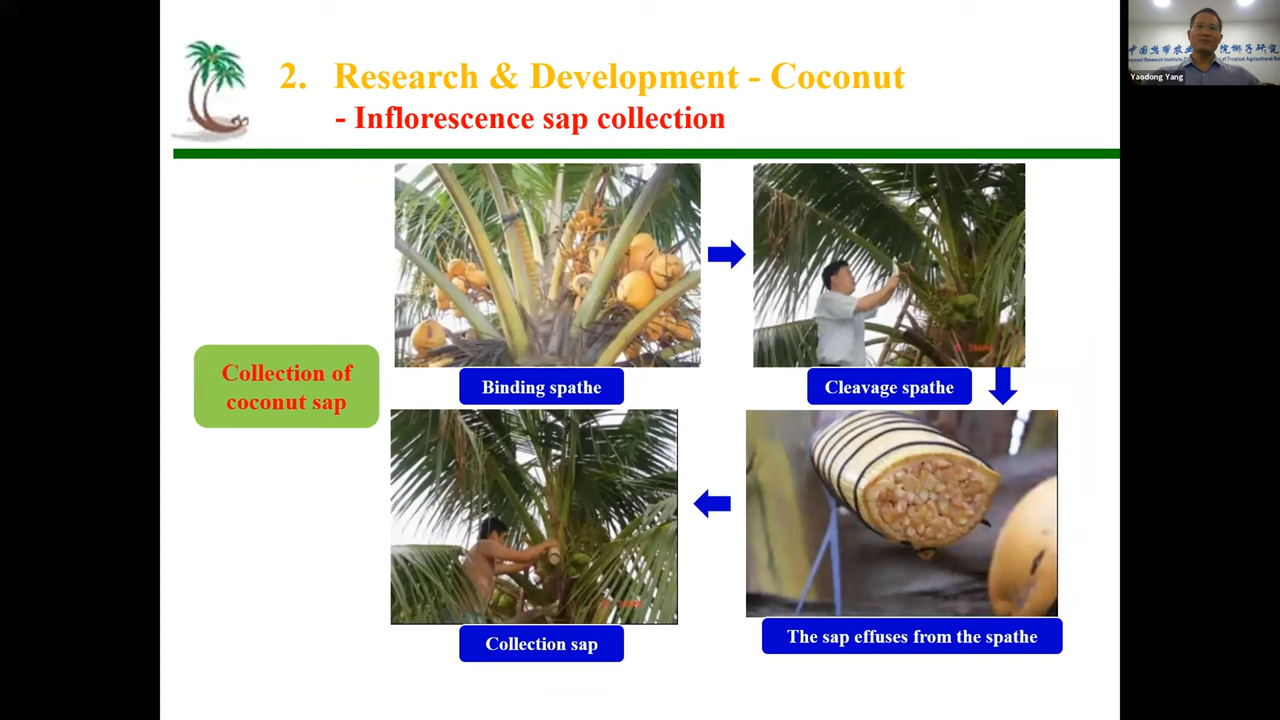 2. Research & Development - Coconut
- Inflorescence sap collection
Yaodong Yang
Binding spathe
Cleavage spathe
Collection of
coconut sap
The sap effuses from the spathe
Collection sap